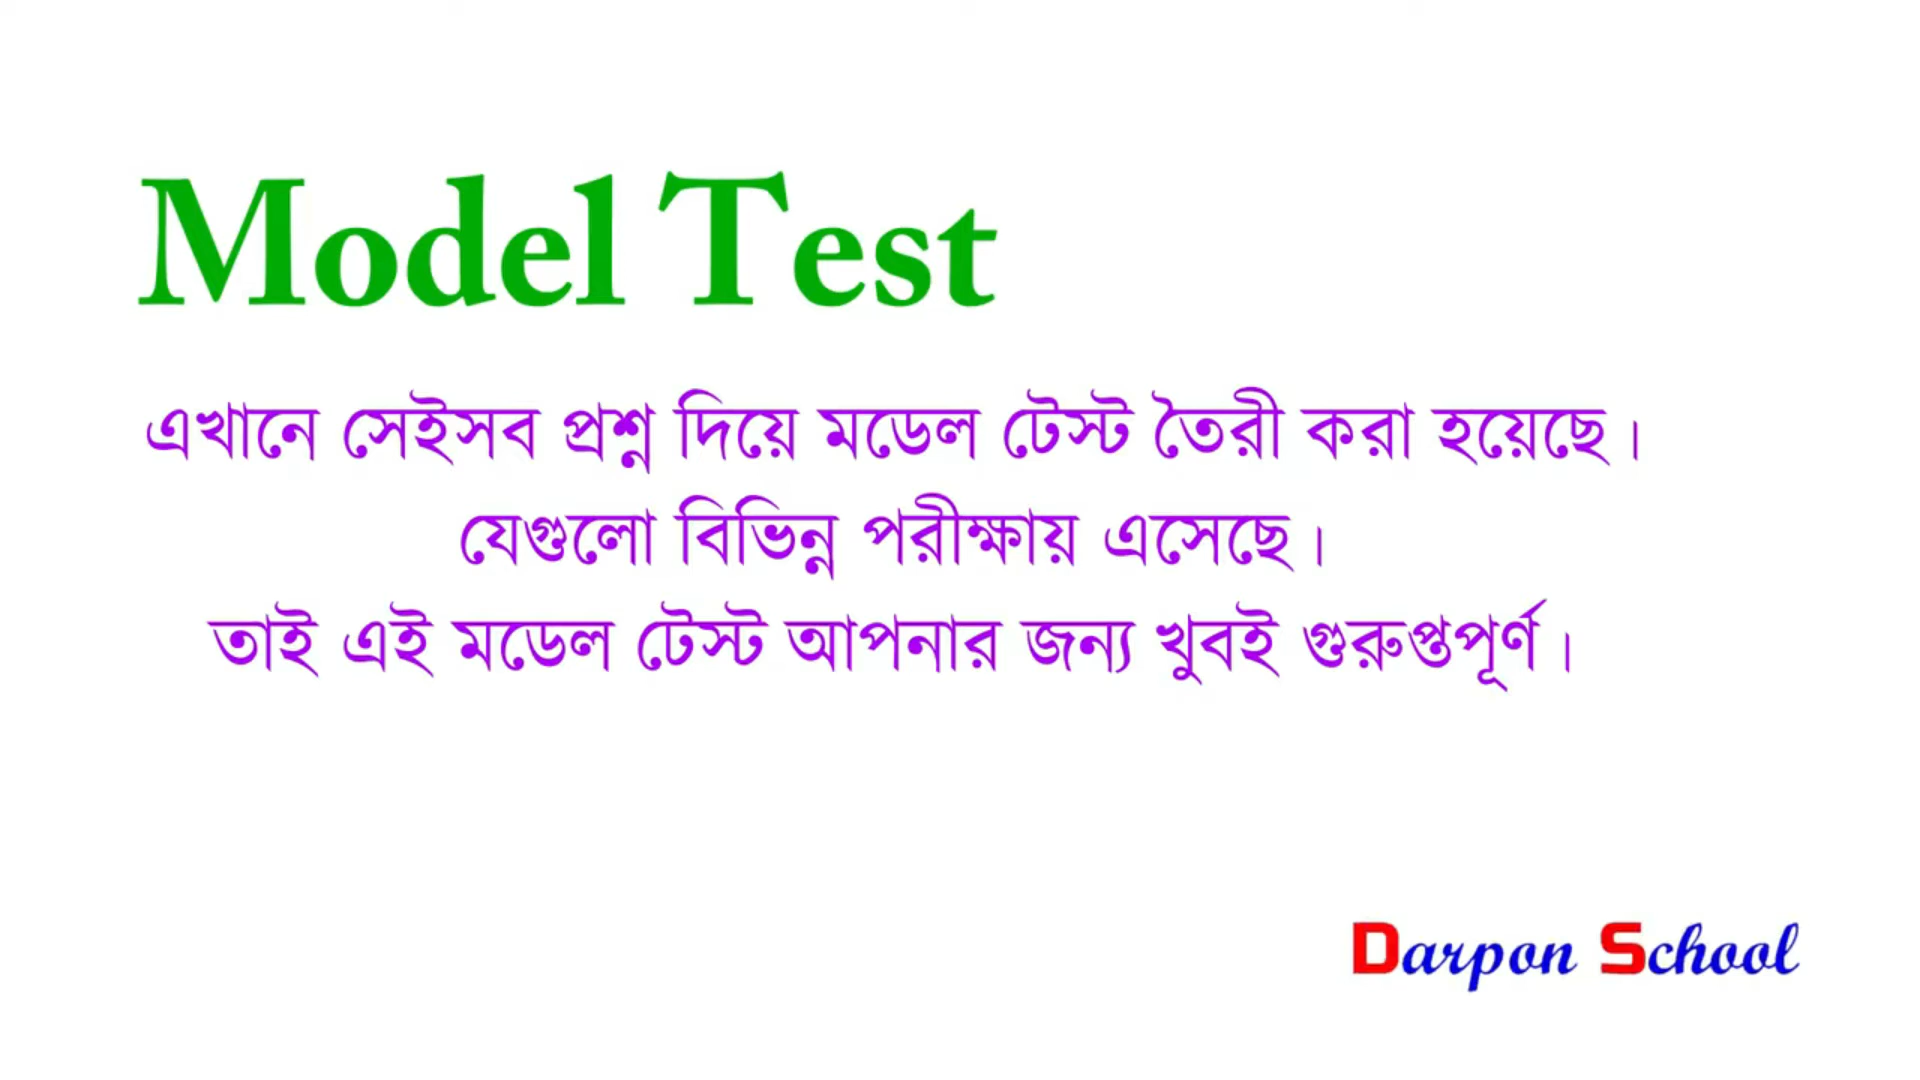 Model Test
এখানে সেইসব প্রশ্ন দিয়ে মডেল টেস্ট তৈরী করা হয়েছে।
যেগুলো বিভিন্ন পরীক্ষায় এসেছে।
তাই এই মডেল টেস্ট আপনার জন্য খুবই গুরুপ্তপূর্ণ।
Darpon School